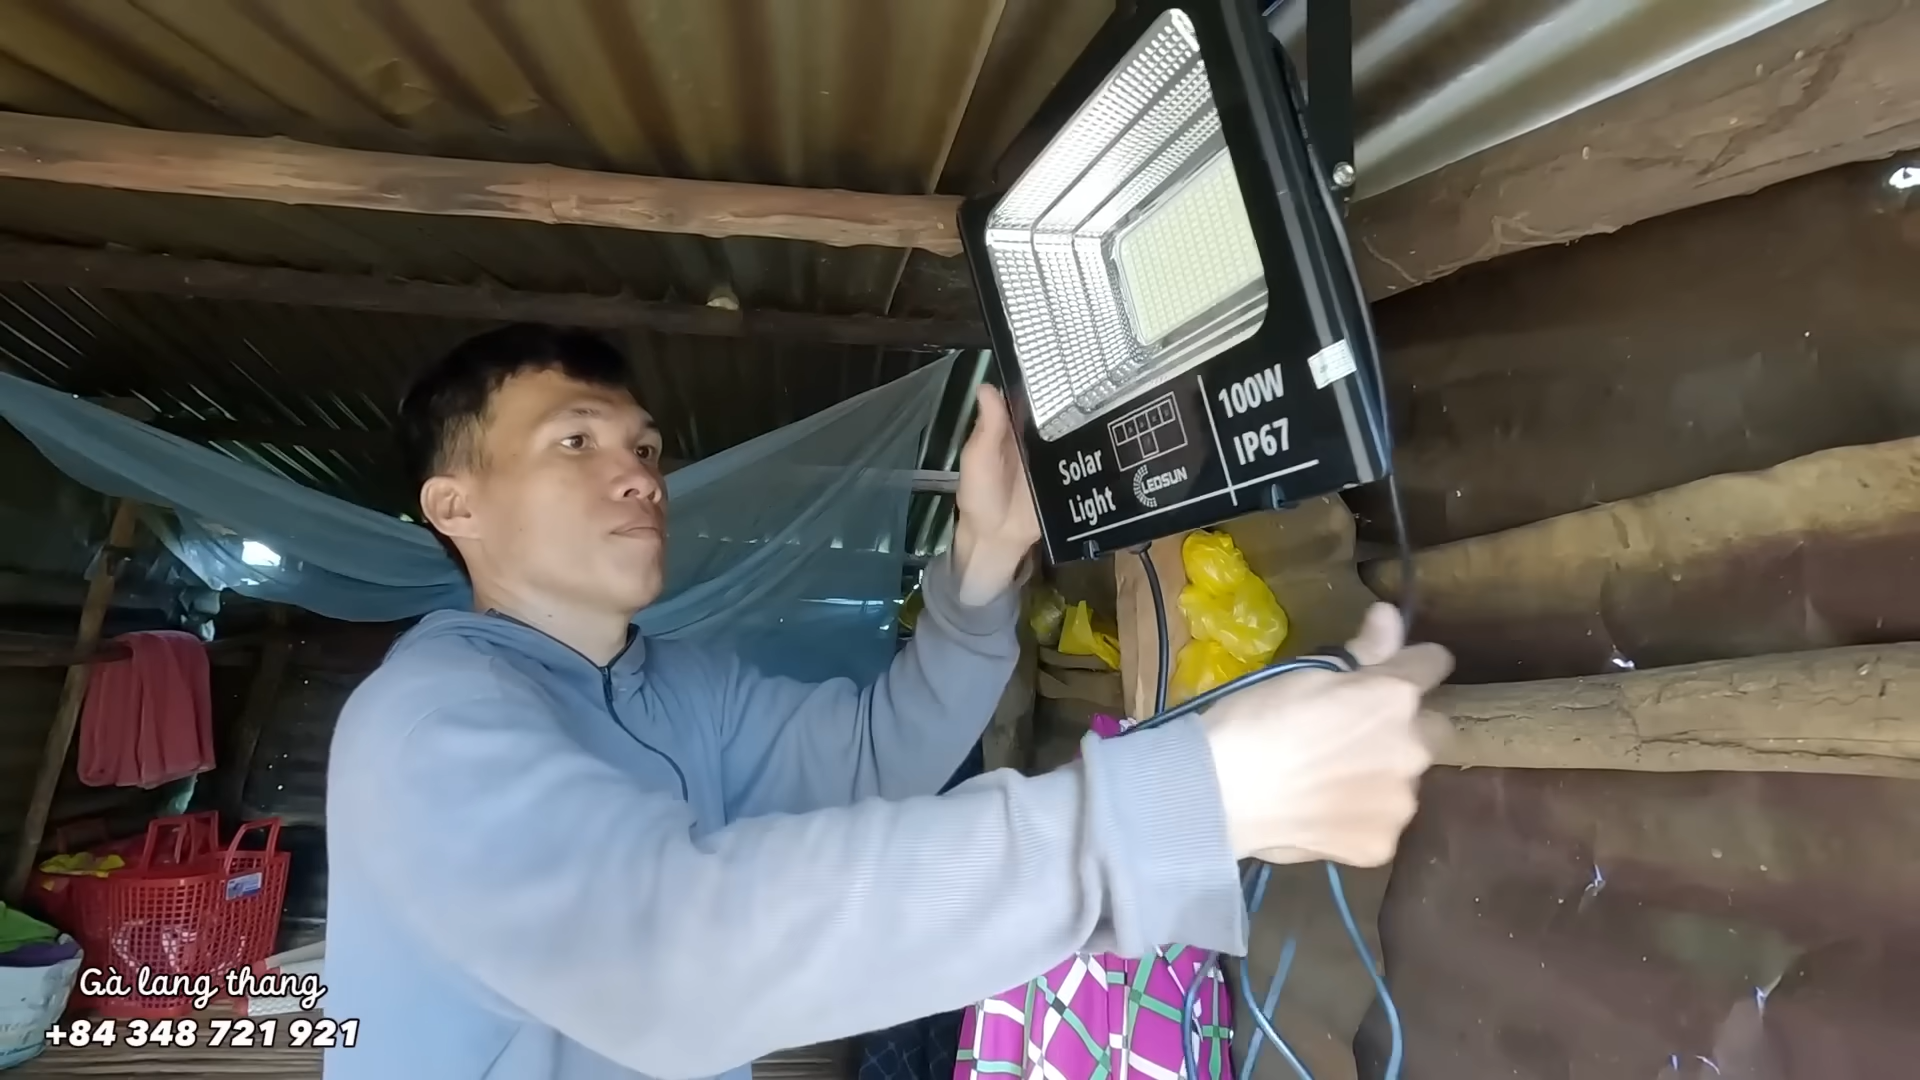 100W
IP67
Solar
Light
LEDSUN
Gà lang thang
+84 348 721 921